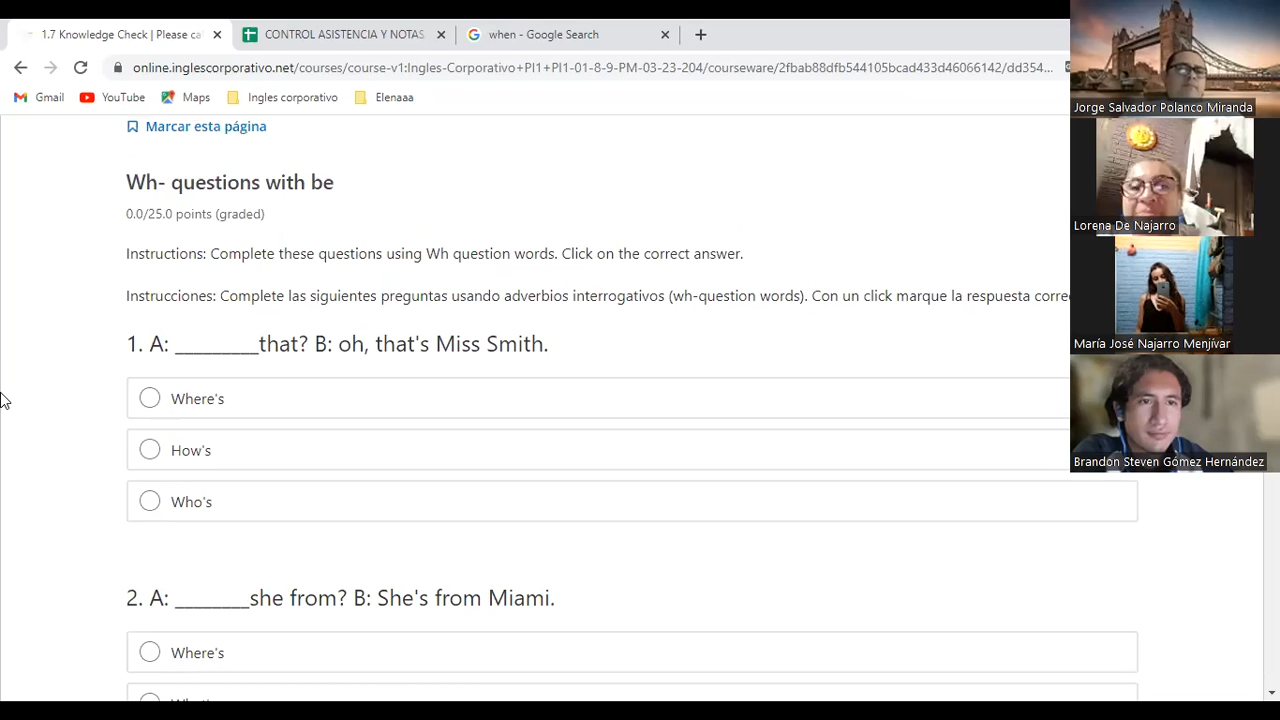 1.7 Knowledge Check | Please ca
CONTROL ASISTENCIA Y NOTAS
when - Google Search
online.inglescorporativo.net/courses/course-v1:Ingles-Corporativo+PI1+PI1-01-8-9-PM-03-23-204/courseware/2fbab88dfb544105bcad433d46066142/dd354...
Gmail
YouTube
Maps
Ingles corporativo
Elenaaa
Marcar esta página
Wh- questions with be
0.0/25.0 points (graded)
Instructions: Complete these questions using Wh question words. Click on the correct answer.
Instrucciones: Complete las siguientes preguntas usando adverbios interrogativos (wh-question words). Con un click marque la respuesta corre
1. A: _________that? B: oh, that's Miss Smith.
Where's
How's
Who's
2. A: ________she from? B: She's from Miami.
Where's
Jorge Salvador Polanco Miranda
Lorena De Najarro
María José Najarro Menjívar
Brandon Steven Gómez Hernández